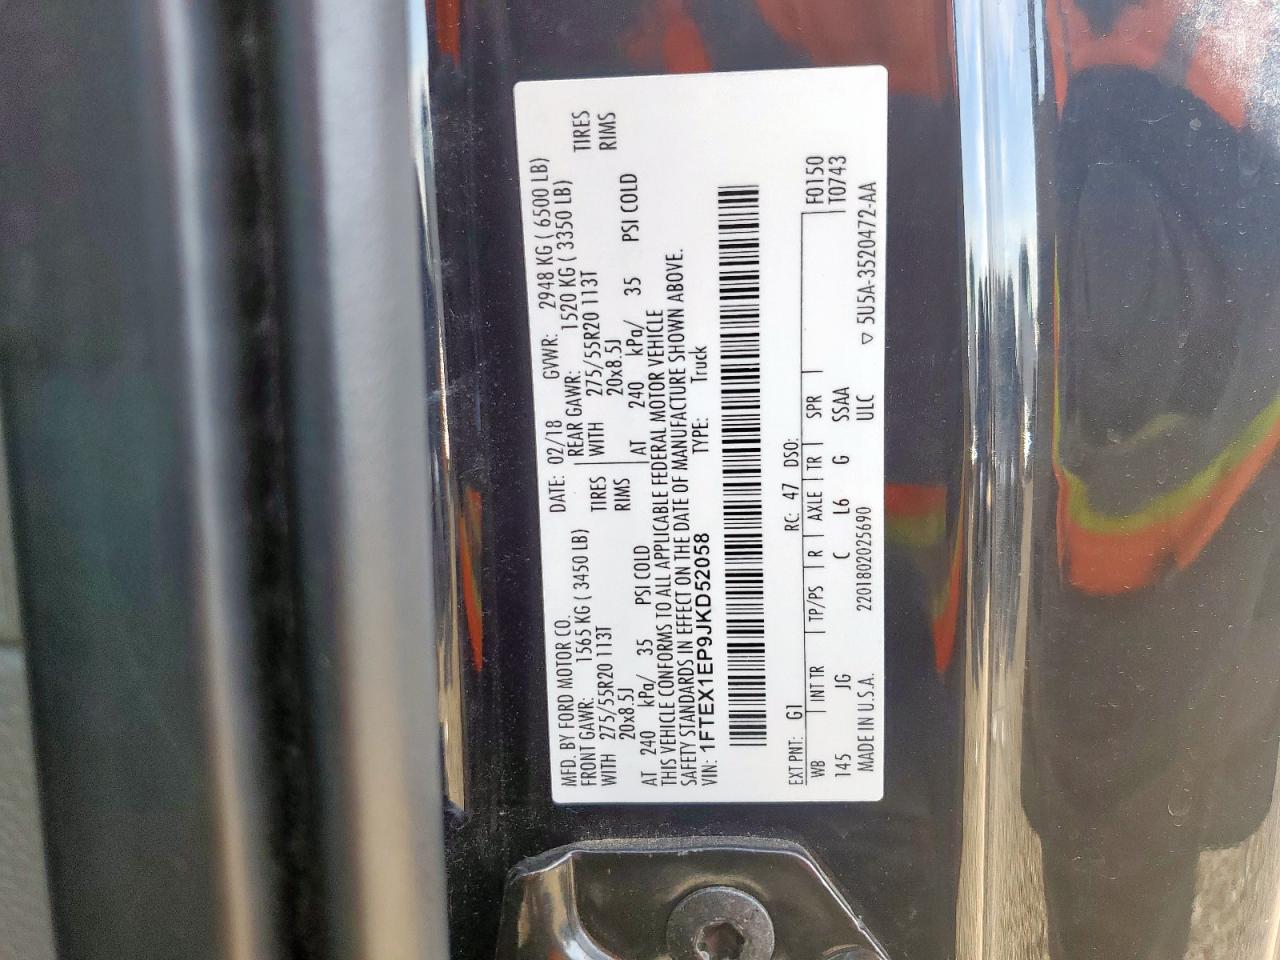 MFD. BY FORD MOTOR CO. DATE: 02/18 GVWR: 2948 KG ( 6500 LB)
FRONT GAWR: 1565 KG ( 3450 LB) REAR GAWR: 1520 KG ( 3350 LB)
WITH 275/55R20 113T TIRES WITH 275/55R20 113T TIRES
20x8.5J RIMS 20x8.5J RIMS
AT 240 kPa/ 35 PSI COLD AT 240 kPa/ 35 PSI COLD
THIS VEHICLE CONFORMS TO ALL APPLICABLE FEDERAL MOTOR VEHICLE
SAFETY STANDARDS IN EFFECT ON THE DATE OF MANUFACTURE SHOWN ABOVE.
VIN: 1FTEX1EP9JKD52058 TYPE: Truck
EXT PNT: G1 RC: 47 DSO: F0150
WB INT TR TP/PS R AXLE TR SPR T0743
145 JG C L6 G SSAA
MADE IN U.S.A. 2201802025690 ULC ▽ 5U5A-3520472-AA